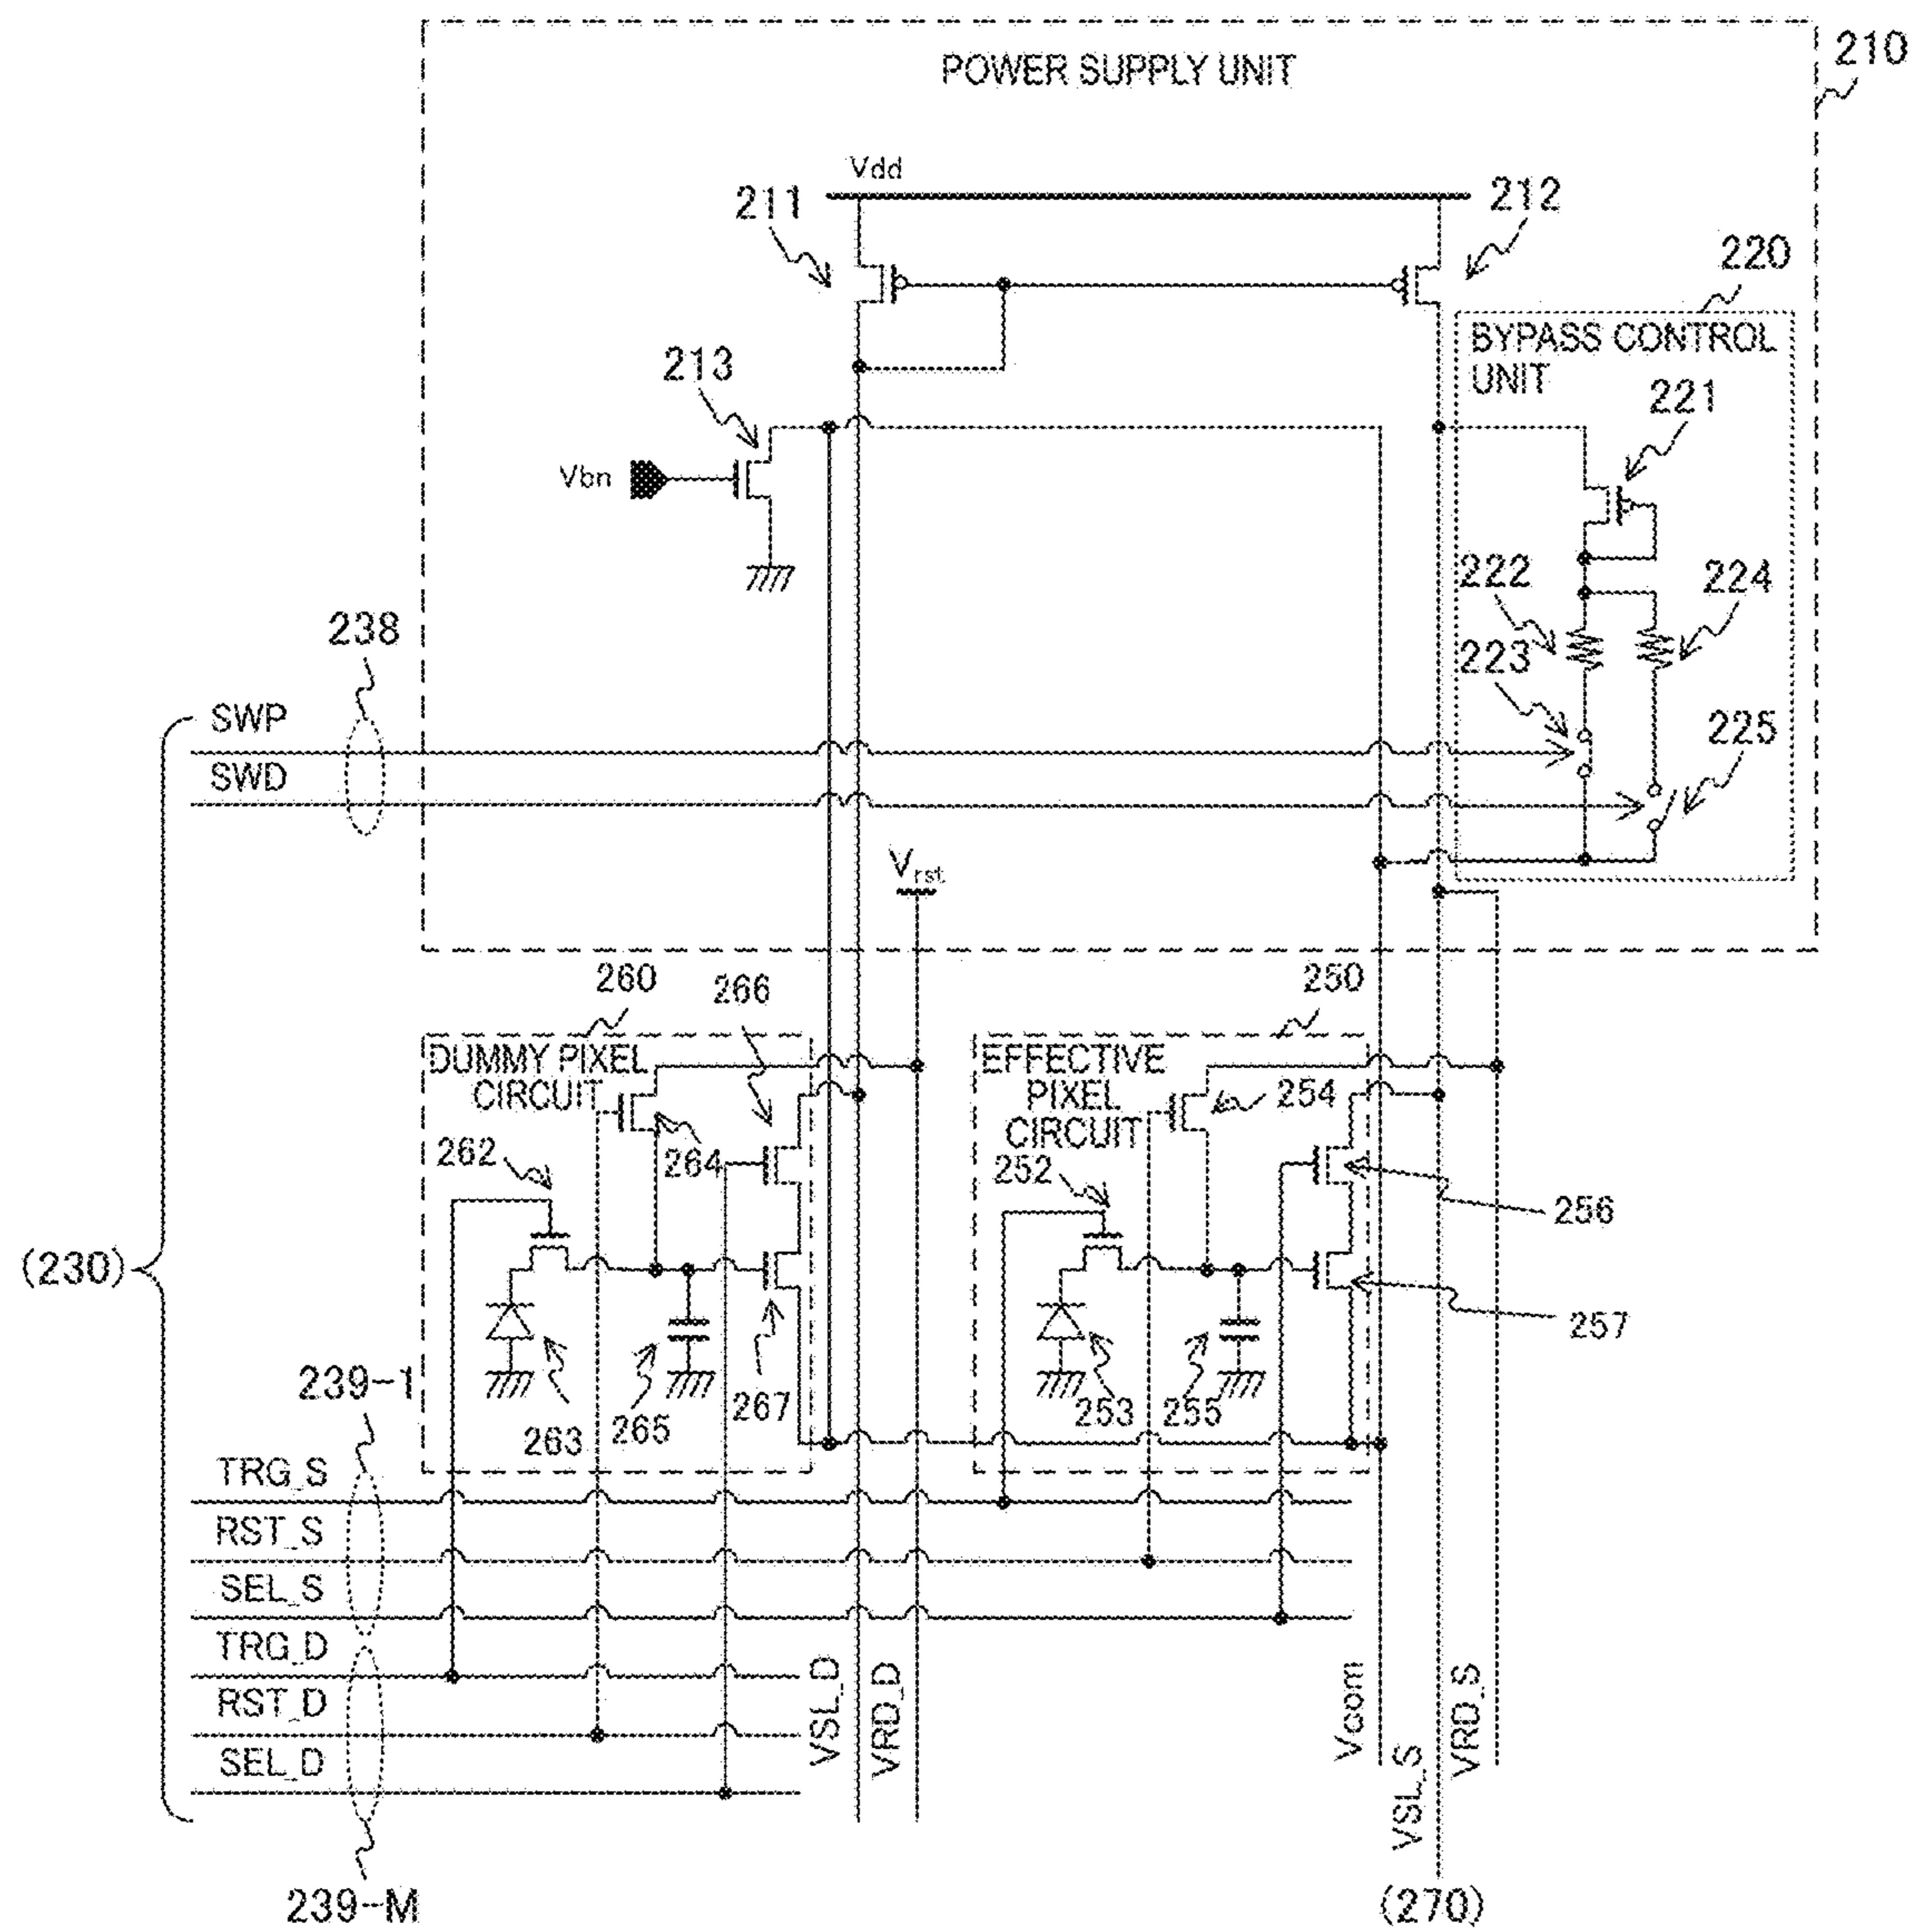 210
POWER SUPPLY UNIT
Vdd
211
212
220
BYPASS CONTROL
UNIT
213
221
Vbn
222
224
238
223
SWP
225
SWD
Vrst
260
266
250
DUMMY PIXEL
CIRCUIT
EFFECTIVE
PIXEL
CIRCUIT
254
264
262
252
256
(230)
257
239-1
263
265
267
253
255
TRG_S
RST_S
SEL_S
TRG_D
RST_D
SEL_D
VSL_D
VRD_D
Vcom
VSL_S
VRD_S
239-M
(270)